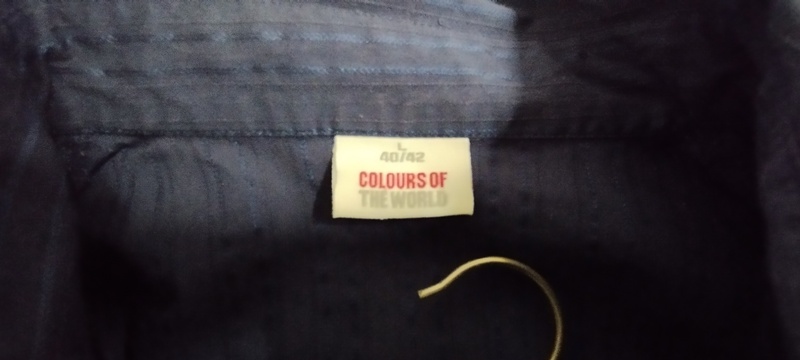 L
40/42
COLOURS OF
THE WORLD